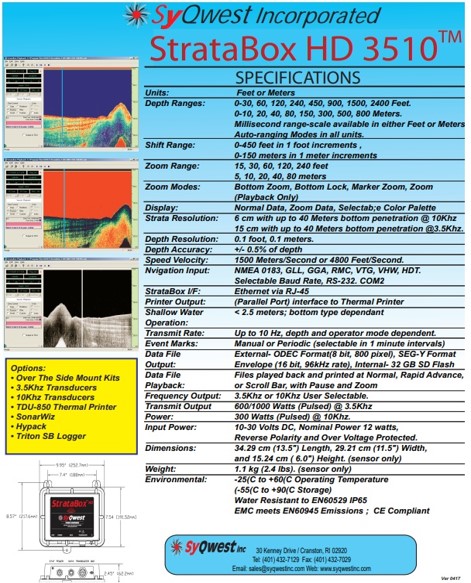 SyQwest Incorporated
StrataBox HD 3510™
SPECIFICATIONS
Units: Feet or Meters
Depth Ranges: 0-30, 60, 120, 240, 450, 900, 1500, 2400 Feet.
0-10, 20, 40, 80, 150, 300, 500, 800 Meters.
Millisecond range-scale available in either Feet or Meters
Auto-ranging Modes in all units.
Shift Range: 0-450 feet in 1 foot increments ,
0-150 meters in 1 meter increments
Zoom Range: 15, 30, 60, 120, 240 feet
5, 10, 20, 40, 80 meters
Zoom Modes: Bottom Zoom, Bottom Lock, Marker Zoom, Zoom
(Playback Only)
Display: Normal Data, Zoom Data, Selectab;e Color Palette
Strata Resolution: 6 cm with up to 40 Meters bottom penetration @ 10Khz
15 cm with up to 40 Meters bottom penetration @3.5Khz.
Depth Resolution: 0.1 foot, 0.1 meters.
Depth Accuracy: +/- 0.5% of depth
Speed Velocity: 1500 Meters/Second or 4800 Feet/Second.
Nvigation Input: NMEA 0183, GLL, GGA, RMC, VTG, VHW, HDT.
Selectable Baud Rate, RS-232. COM2
StrataBox I/F: Ethernet via RJ-45
Printer Output: (Parallel Port) interface to Thermal Printer
Shallow Water < 2.5 meters; bottom type dependant
Operation:
Transmit Rate: Up to 10 Hz, depth and operator mode dependent.
Event Marks: Manual or Periodic (selectable in 1 minute intervals)
Data File External- ODEC Format(8 bit, 800 pixel), SEG-Y Format
Output: Envelope (16 bit, 96kHz rate), Internal- 32 GB SD Flash
Data File Files played back and printed at Normal, Rapid Advance,
Playback: or Scroll Bar, with Pause and Zoom
Frequency Output: 3.5Khz or 10Khz User Selectable.
Transmit Output 600/1000 Watts (Pulsed) @ 3.5Khz
Power: 300 Watts (Pulsed) @ 10Khz.
Input Power: 10-30 Volts DC, Nominal Power 12 watts,
Reverse Polarity and Over Voltage Protected.
Dimensions: 34.29 cm (13.5") Length, 29.21 cm (11.5") Width,
and 15.24 cm ( 6.0") Height. (sensor only)
Weight: 1.1 kg (2.4 lbs). (sensor only)
Environmental: -25(C to +60(C Operating Temperature
(-55(C to +90(C Storage)
Water Resistant to EN60529 IP65
EMC meets EN60945 Emissions ; CE Compliant
Options:
• Over The Side Mount Kits
• 3.5Khz Transducers
• 10Khz Transducers
• TDU-850 Thermal Printer
• SonarWiz
• Hypack
• Triton SB Logger
StrataBox
SyQwest inc
30 Kenney Drive / Cranston, RI 02920
Tel: (401) 432-7129 Fax: (401) 432-7029
Email: sales@syqwestinc.com Web: www.syqwestinc.com
Ver 0417